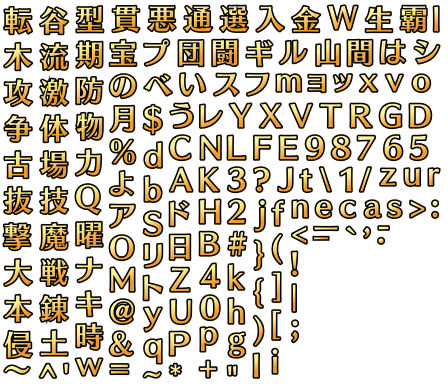 転谷型貫悪通選入金W生霸|
木流期宝プ団闘ギル山間はシ
攻激防のべいスフmョッxvo
争体物月$うレYXVTRGD
古場力%dCNLFE98765
抜技Qよb AK3?Jt\1/zur
撃魔曜アSドH2jfnecas>:
大戦ナOリ日B#}(<=`,'-
本錬キMトZ4k{]!
侵土時@yU0h)[|
~^'w&qPpg|i;
=~*+"